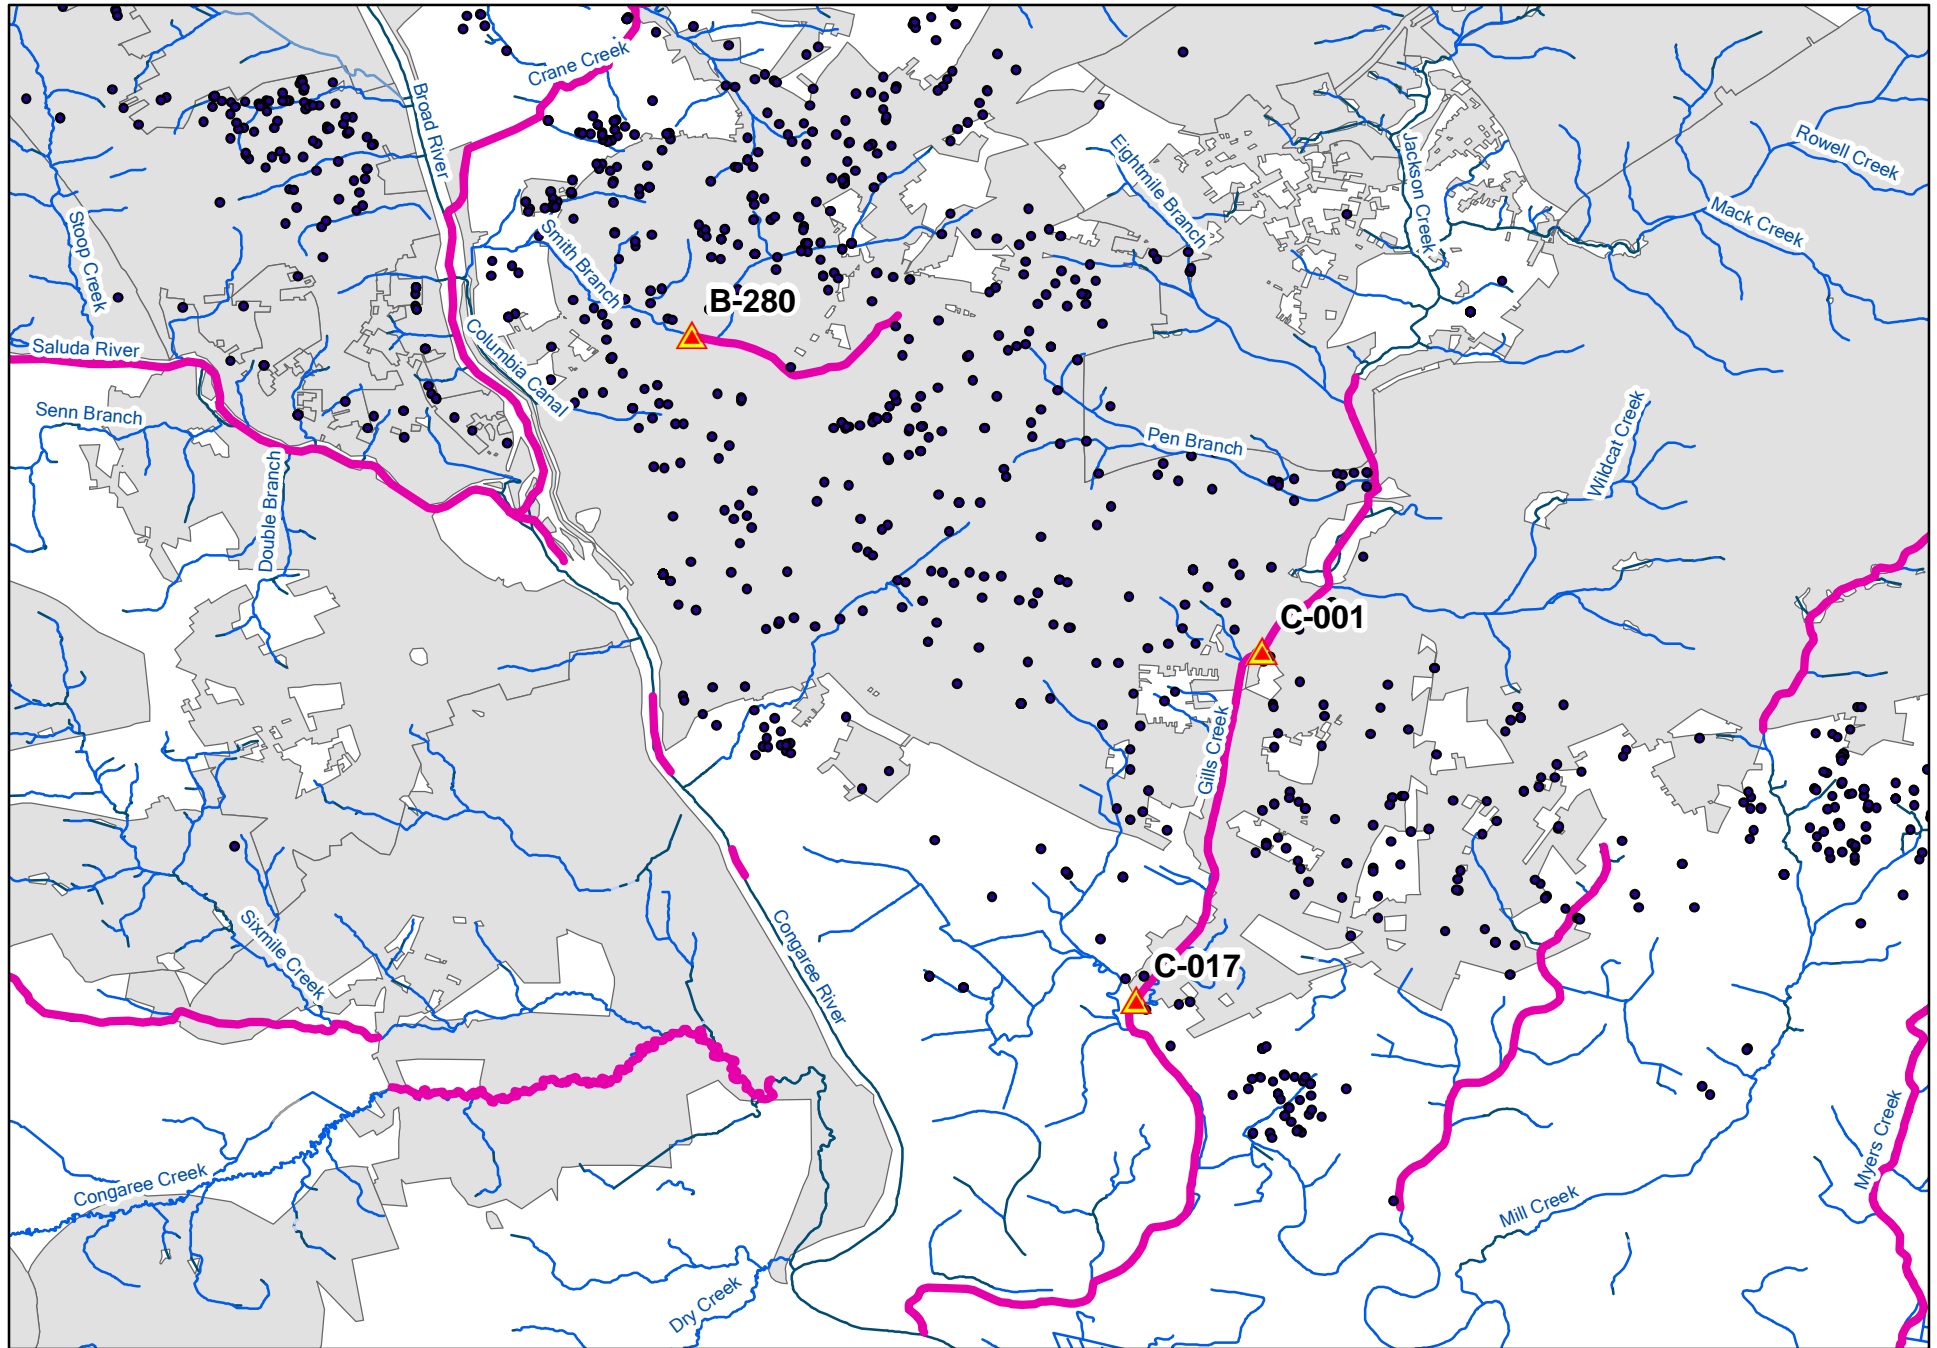 Crane Creek
Broad River
Eightmile Branch
Jackson Creek
Rowell Creek
Mack Creek
Stoop Creek
Smith Branch
B-280
Columbia Canal
Saluda River
Senn Branch
Double Branch
Pen Branch
Wildcat Creek
C-001
Gills Creek
Sixmile Creek
Congaree River
C-017
Congaree Creek
Dry Creek
Mill Creek
Myers Creek